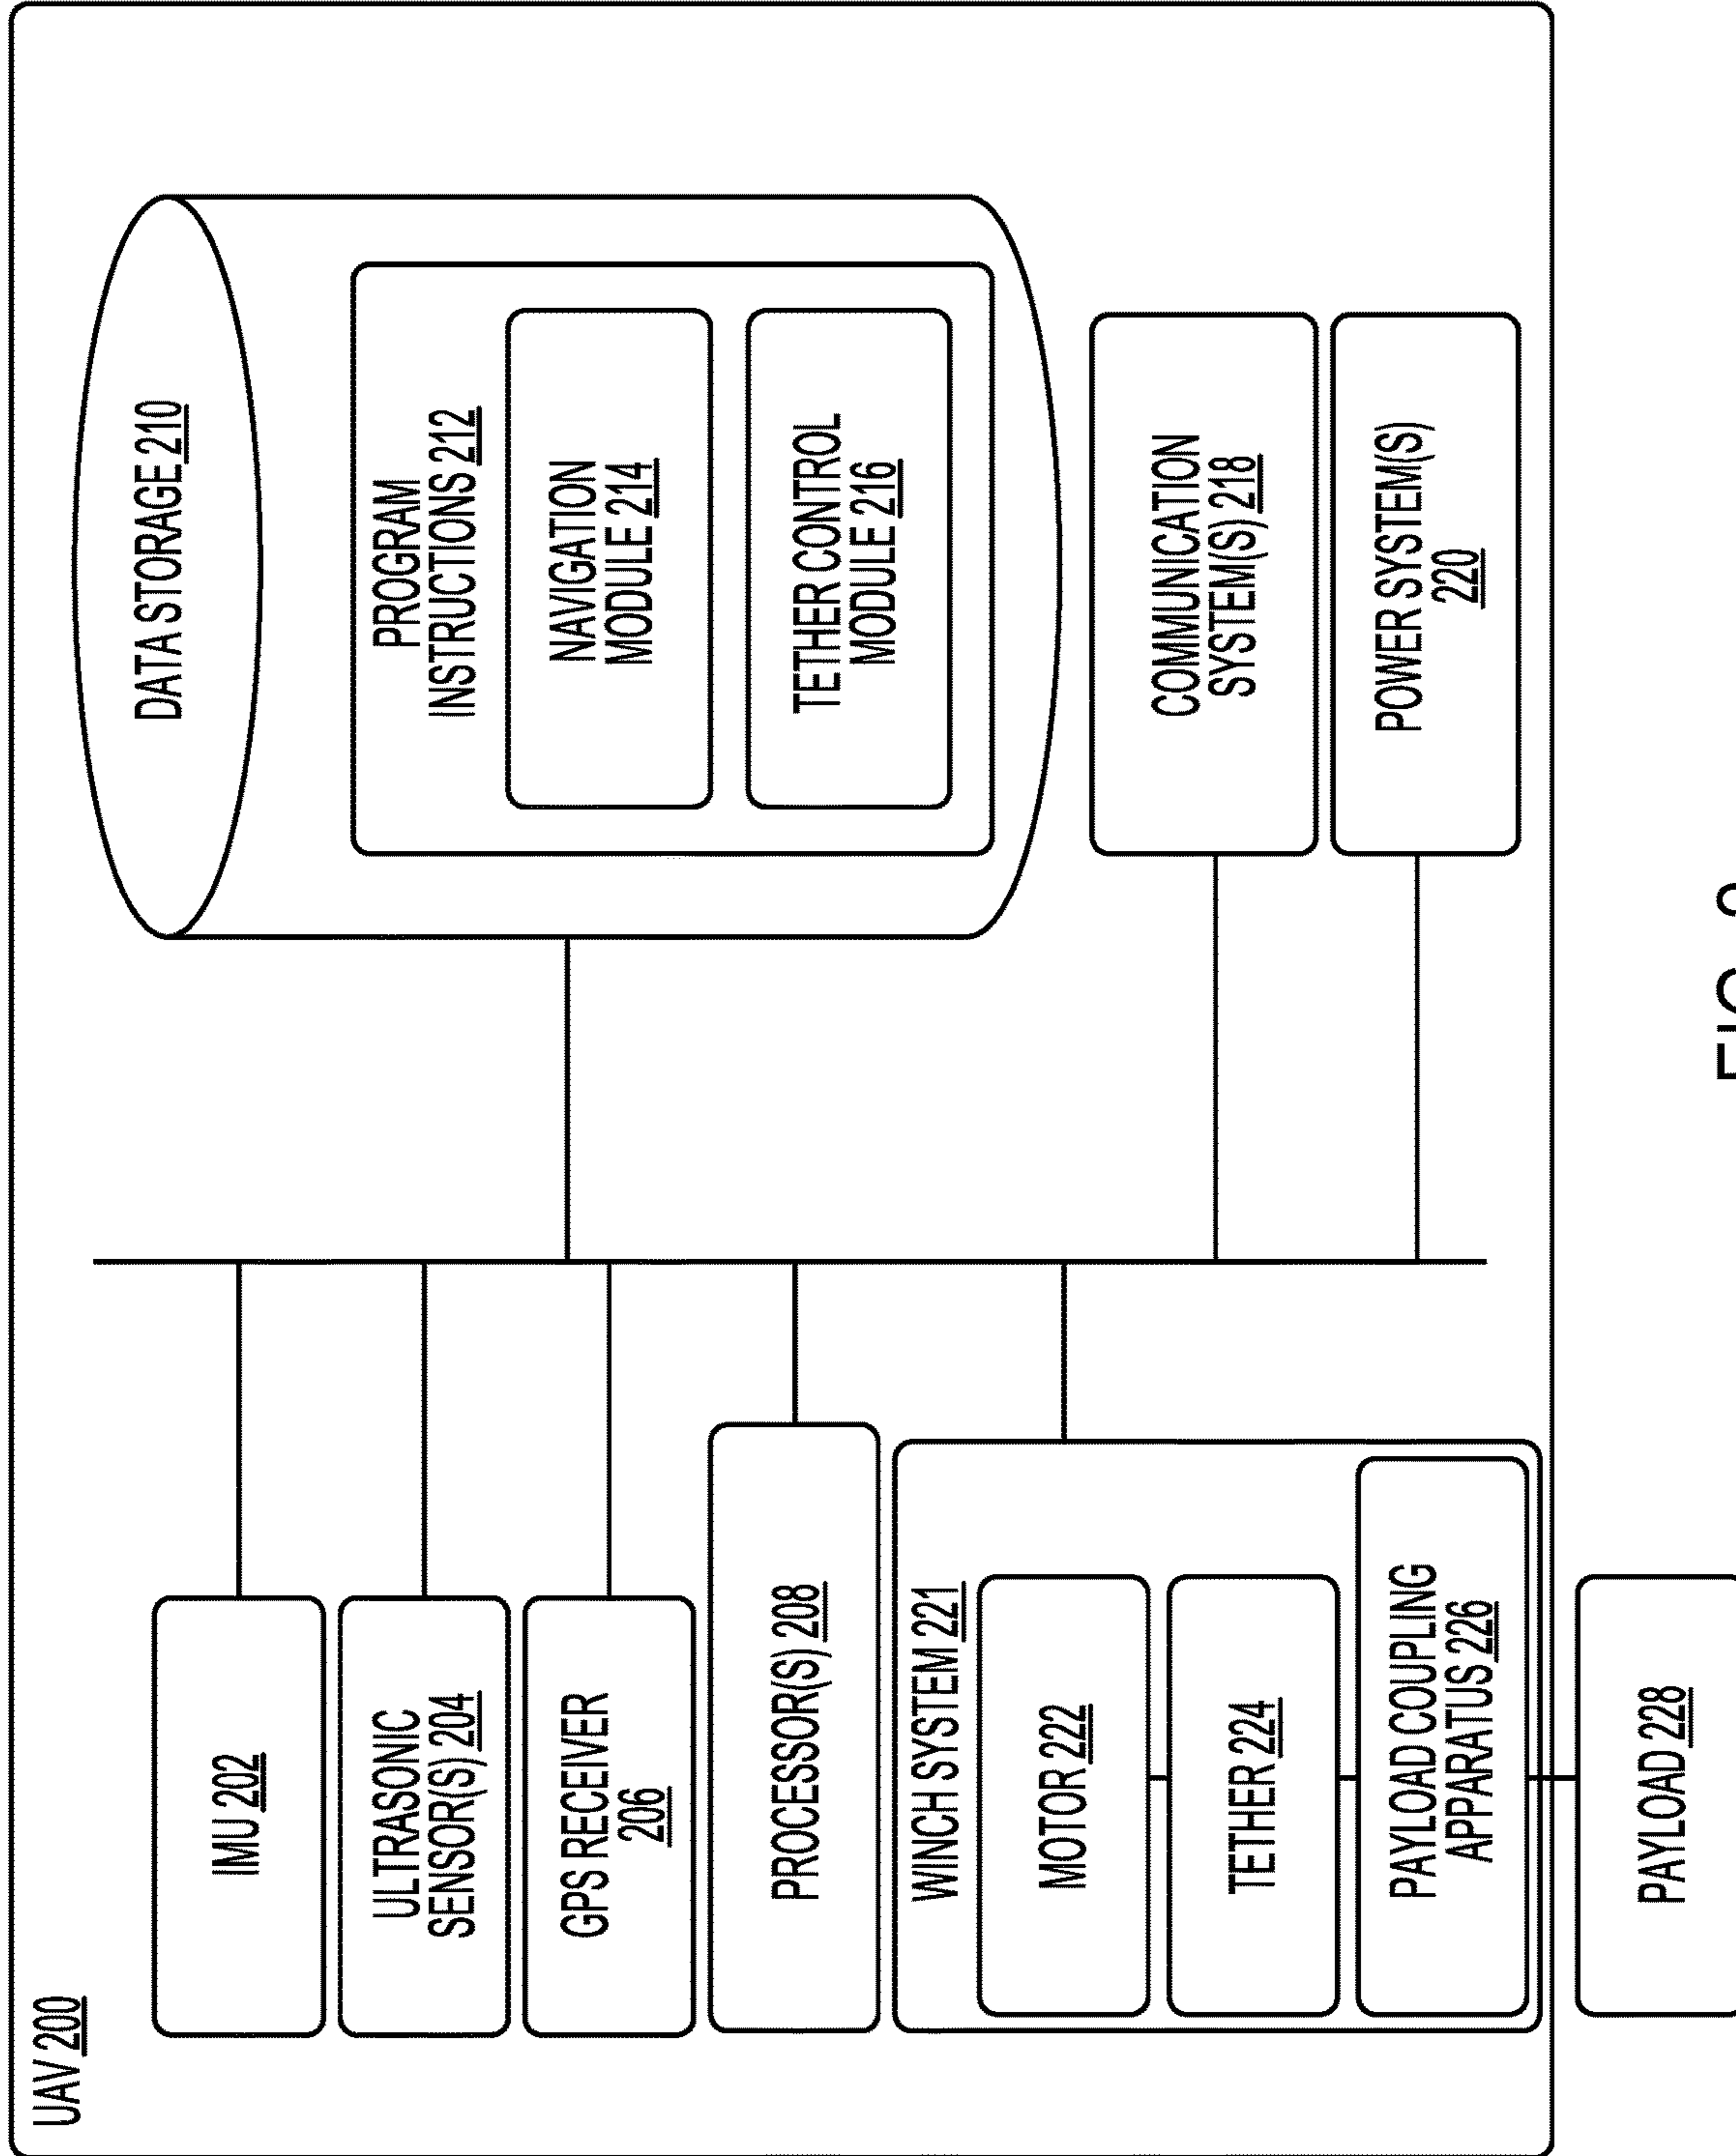 UAV 200
IMU 202
ULTRASONIC
SENSOR(S) 204
GPS RECEIVER
206
PROCESSOR(S) 208
WINCH SYSTEM 221
MOTOR 222
TETHER 224
PAYLOAD COUPLING
APPARATUS 226
PAYLOAD 228
DATA STORAGE 210
PROGRAM
INSTRUCTIONS 212
NAVIGATION
MODULE 214
TETHER CONTROL
MODULE 216
COMMUNICATION
SYSTEM(S) 218
POWER SYSTEM(S)
220